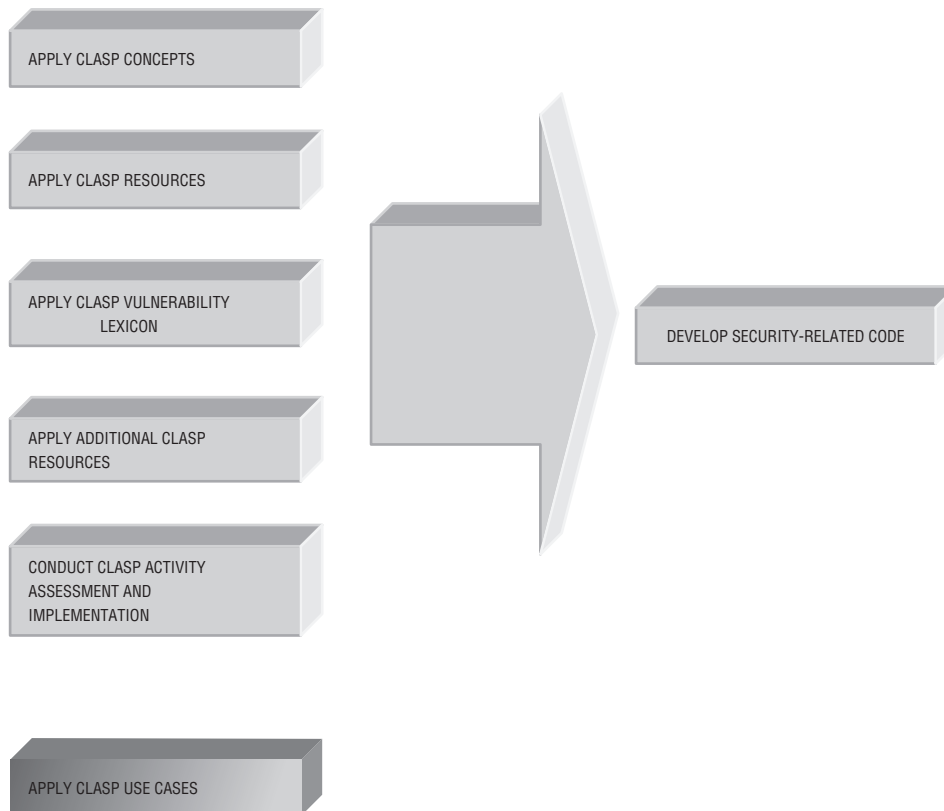 APPLY CLASP CONCEPTS
APPLY CLASP RESOURCES
APPLY CLASP VULNERABILITY
LEXICON
APPLY ADDITIONAL CLASP
RESOURCES
CONDUCT CLASP ACTIVITY
ASSESSMENT AND
IMPLEMENTATION
APPLY CLASP USE CASES
DEVELOP SECURITY-RELATED CODE